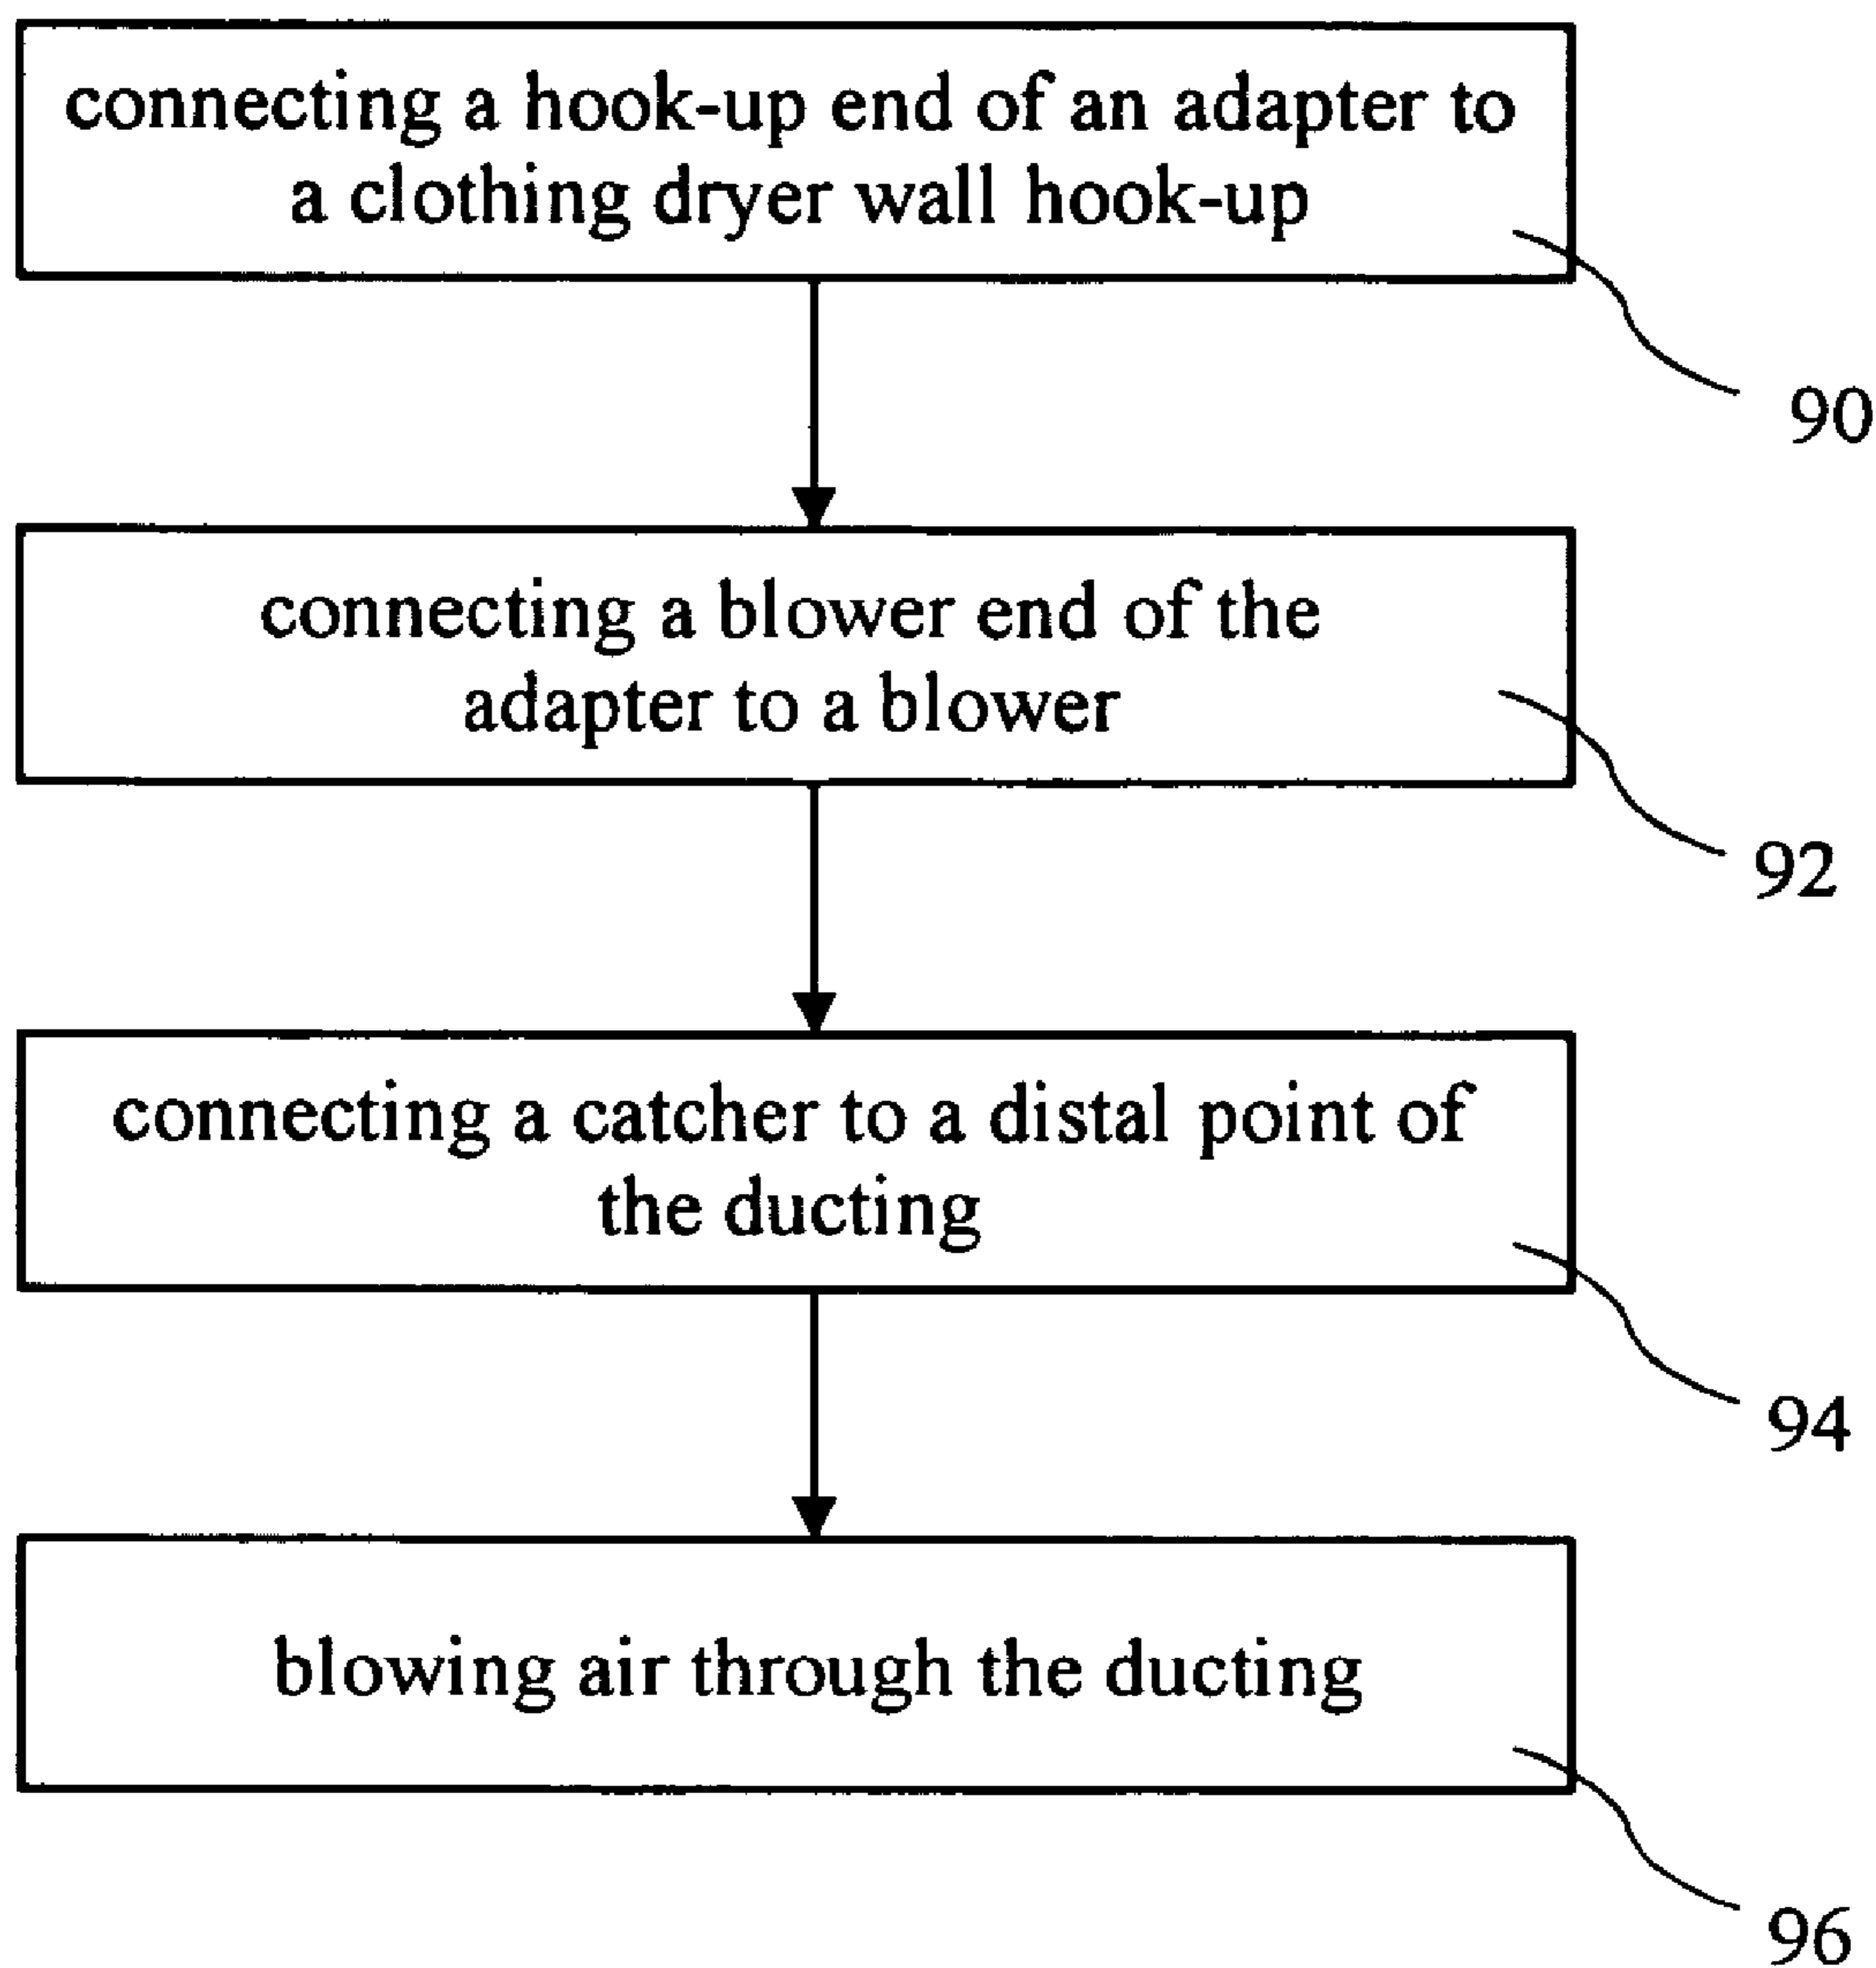 connecting a hook-up end of an adapter to
a clothing dryer wall hook-up
90
connecting a blower end of the
adapter to a blower
92
connecting a catcher to a distal point of
the ducting
94
blowing air through the ducting
96